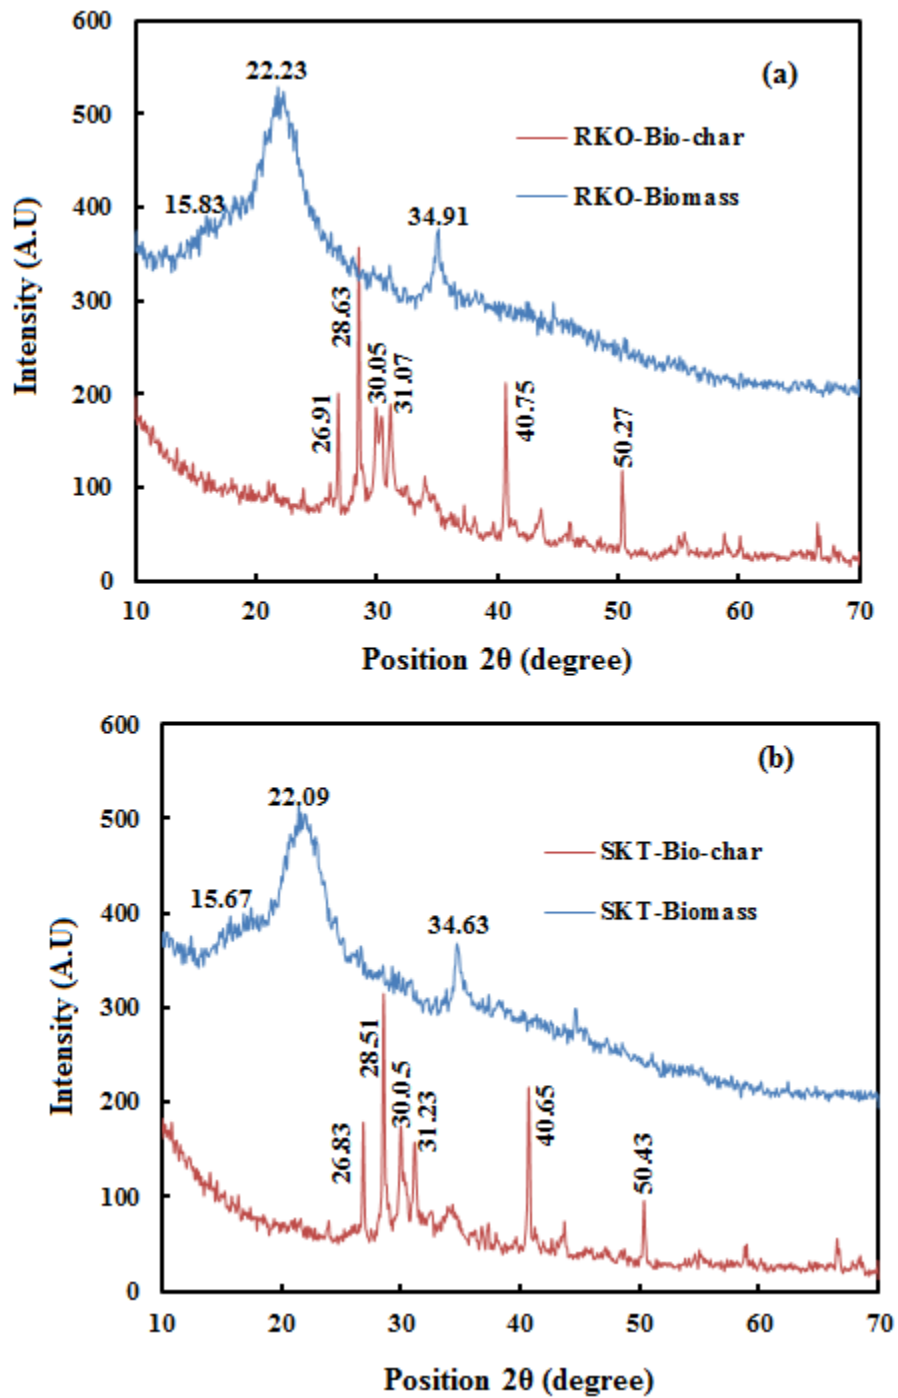 600
500
400
300
200
100
0
Intensity (A.U)
(a)
22.23
15.83
34.91
RKO-Bio-char
RKO-Biomass
26.91
28.63
30.05
31.07
40.75
50.27
10 20 30 40 50 60 70
Position 2θ (degree)
600
500
400
300
200
100
0
Intensity (A.U)
(b)
22.09
15.67
34.63
SKT-Bio-char
SKT-Biomass
26.83
28.51
30.05
31.23
40.65
50.43
10 20 30 40 50 60 70
Position 2θ (degree)